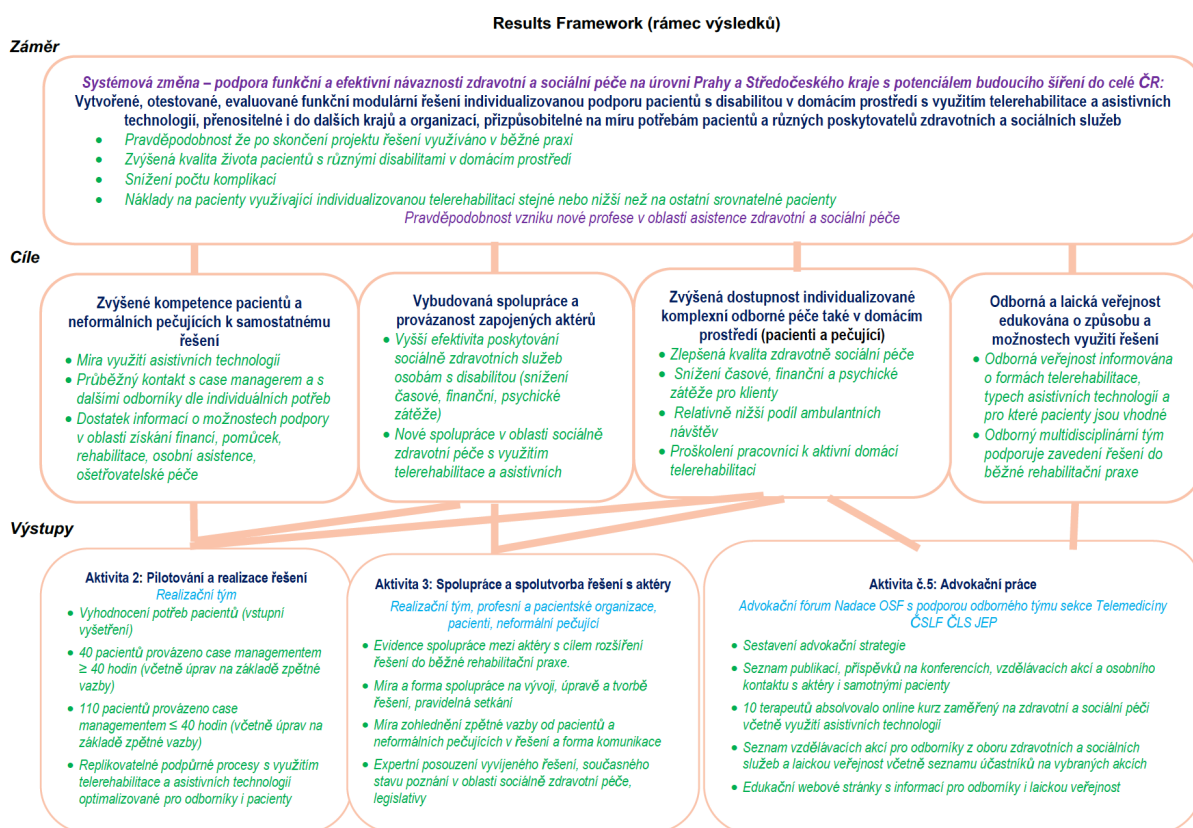 Results Framework (rámec výsledků)
Záměr
Systémová změna – podpora funkční a efektivní návaznosti zdravotní a sociální péče na úrovni Prahy a Středočeského kraje s potenciálem budoucího šíření do celé ČR:
Vytvořené, otestované, evaluované funkční modulární řešení individualizovanou podporu pacientů s disabilitou v domácím prostředí s využitím telerehabilitace a asistivních
technologií, přenositelné i do dalších krajů a organizací, přizpůsobitelné na míru potřebám pacientů a různých poskytovatelů zdravotních a sociálních služeb
• Pravděpodobnost že po skončení projektu řešení využíváno v běžné praxi
• Zvýšená kvalita života pacientů s různými disabilitami v domácím prostředí
• Snížení počtu komplikací
• Náklady na pacienty využívající individualizovanou telerehabilitaci stejné nebo nižší než na ostatní srovnatelné pacienty
Pravděpodobnost vzniku nové profese v oblasti asistence zdravotní a sociální péče
Cíle
Zvýšené kompetence pacientů a
neformálních pečujících k samostatnému
řešení
• Míra využití asistivních technologií
• Průběžný kontakt s case managerem a s
dalšími odborníky dle individuálních potřeb
• Dostatek informací o možnostech podpory
v oblasti získání financí, pomůcek,
rehabilitace, osobní asistence,
ošetřovatelské péče
Vybudovaná spolupráce a
provázanost zapojených aktérů
• Vyšší efektivita poskytování
sociálně zdravotních služeb
osobám s disabilitou (snížení
časové, finanční, psychické
zátěže)
• Nové spolupráce v oblasti sociálně
zdravotní péče s využitím
telerehabilitace a asistivních
Zvýšená dostupnost individualizované
komplexní odborné péče také v domácím
prostředí (pacienti a pečující)
• Zlepšená kvalita zdravotně sociální péče
• Snížení časové, finanční a psychické
zátěže pro klienty
• Relativně nižší podíl ambulantních
návštěv
• Proškolení pracovníci k aktivní domácí
telerehabilitaci
Odborná a laická veřejnost
edukována o způsobu a
možnostech využití řešení
• Odborná veřejnost informována
o formách telerehabilitace,
typech asistivních technologií a
pro které pacienty jsou vhodné
• Odborný multidisciplinární tým
podporuje zavedení řešení do
běžné rehabilitační praxe
Výstupy
Aktivita 2: Pilotování a realizace řešení
Realizační tým
• Vyhodnocení potřeb pacientů (vstupní
vyšetření)
• 40 pacientů provázeno case managementem
≥ 40 hodin (včetně úprav na základě zpětné
vazby)
• 110 pacientů provázeno case
managementem ≤ 40 hodin (včetně úprav na
základě zpětné vazby)
• Replikovatelné podpůrné procesy s využitím
telerehabilitace a asistivních technologií
optimalizované pro odborníky i pacienty
Aktivita 3: Spolupráce a spolutvorba řešení s aktéry
Realizační tým, profesní a pacientské organizace,
pacienti, neformální pečující
• Evidence spolupráce mezi aktéry s cílem rozšíření
řešení do běžné rehabilitační praxe.
• Míra a forma spolupráce na vývoji, úpravě a tvorbě
řešení, pravidelná setkání
• Míra zohlednění zpětné vazby od pacientů a
neformálních pečujících v řešení a forma komunikace
• Expertní posouzení vyvíjeného řešení, současného
stavu poznání v oblasti sociálně zdravotní péče,
legislativy
Aktivita č.5: Advokační práce
Advokační fórum Nadace OSF s podporou odborného týmu sekce Telemedicíny
ČSLF ČLS JEP
• Sestavení advokační strategie
• Seznam publikací, příspěvků na konferencích, vzdělávacích akcí a osobního
kontaktu s aktéry i samotnými pacienty
• 10 terapeutů absolvovalo online kurz zaměřený na zdravotní a sociální péči
včetně využití asistivních technologií
• Seznam vzdělávacích akcí pro odborníky z oboru zdravotních a sociálních
služeb a laickou veřejnost včetně seznamu účastníků na vybraných akcích
• Edukační webové stránky s informací pro odborníky i laickou veřejnost